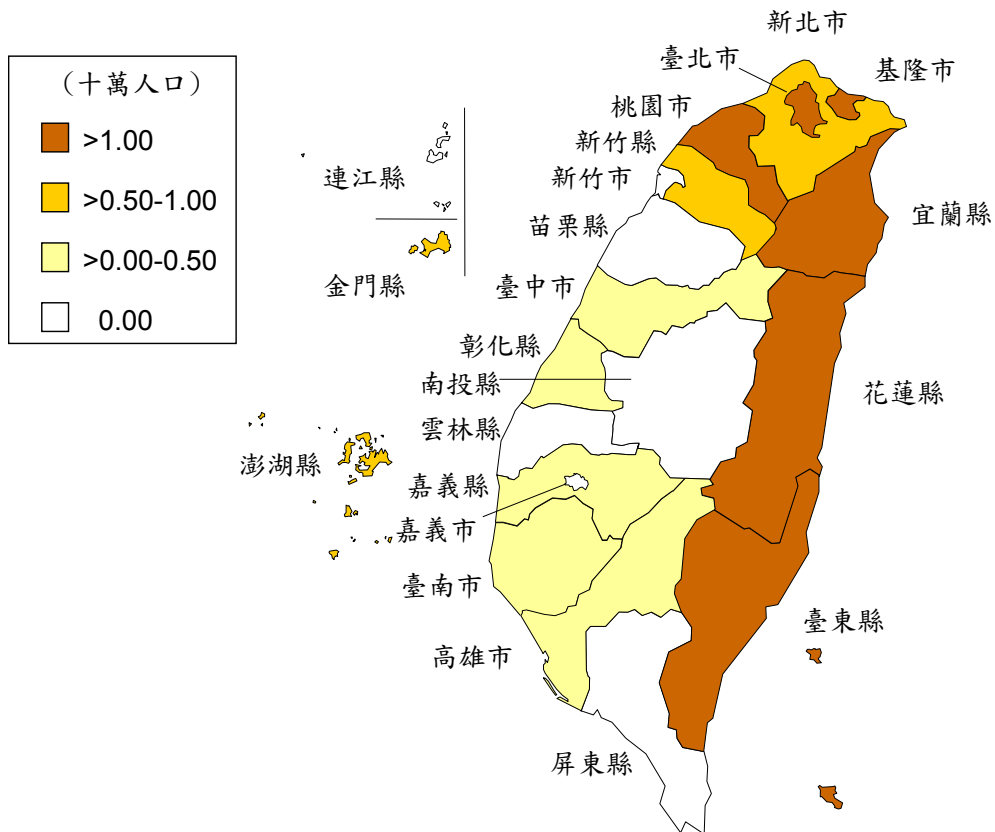 （十萬人口）
>1.00
>0.50-1.00
>0.00-0.50
0.00
新北市
臺北市
基隆市
桃園市
新竹縣
新竹市
苗栗縣
宜蘭縣
連江縣
金門縣
臺中市
彰化縣
南投縣
花蓮縣
雲林縣
澎湖縣
嘉義縣
嘉義市
臺南市
臺東縣
高雄市
屏東縣